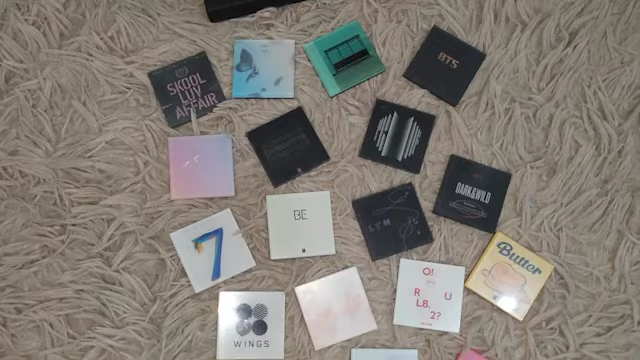 SKOOL
LUV
AFFAIR
BTS
DARK&WILD
BE
7
Butter
O!
R U
L8,
2?
WINGS